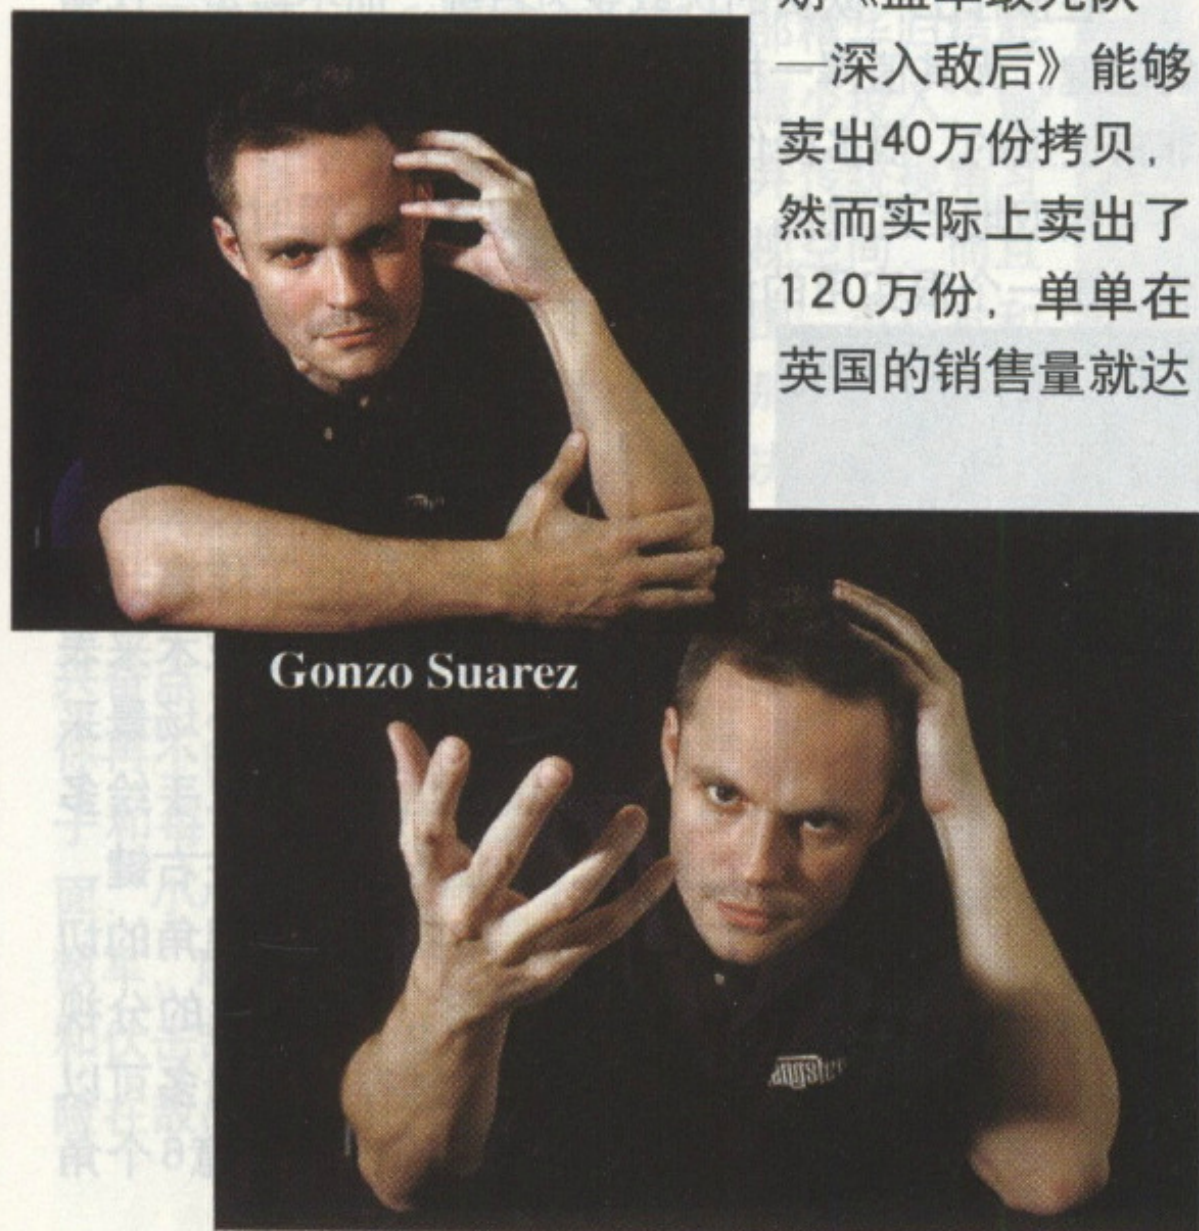 —深入敌后》能够
卖出40万份拷贝，
然而实际上卖出了
120万份，单单在
英国的销售量就达
Gonzo Suarez